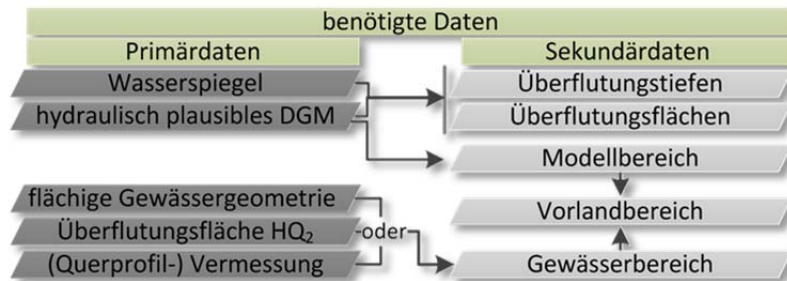 benötigte Daten
Primärdaten
Sekundärdaten
Wasserspiegel
Überflutungstiefen
hydraulisch plausibles DGM
Überflutungsflächen
Modellbereich
flächige Gewässergeometrie
Vorlandbereich
Überflutungsfläche HQ₂
oder
(Querprofil-) Vermessung
Gewässerbereich